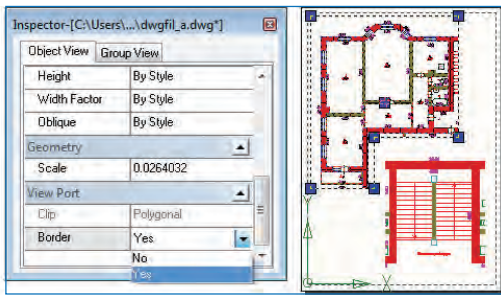 Inspector-[C:\Users\...\dwgfil_a.dwg*]
Object View Group View
Height By Style
Width Factor By Style
Oblique By Style
Geometry
Scale 0.0264032
View Port
Clip Polygonal
Border Yes
No
Yes
Y
X